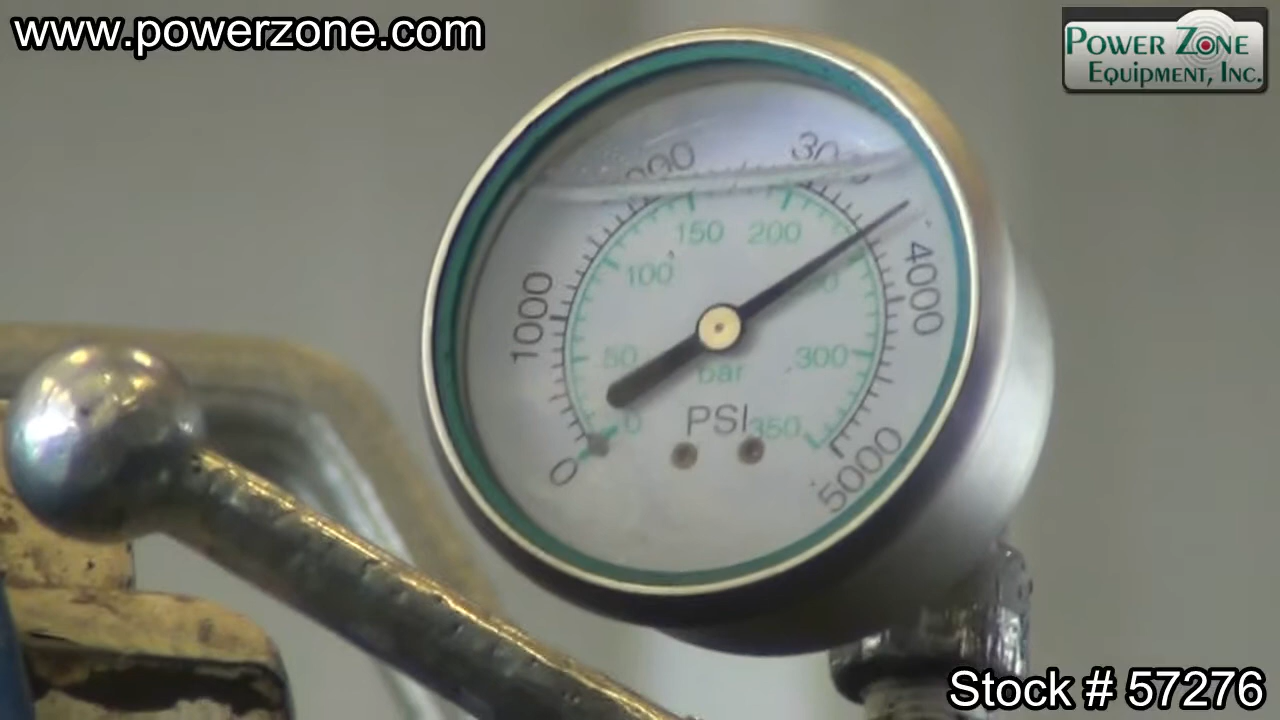 www.powerzone.com
POWER ZONE
EQUIPMENT, INC.
150
200
100
4000
1000
50
300
bar
PSI
0
350
0
5000
Stock # 57276